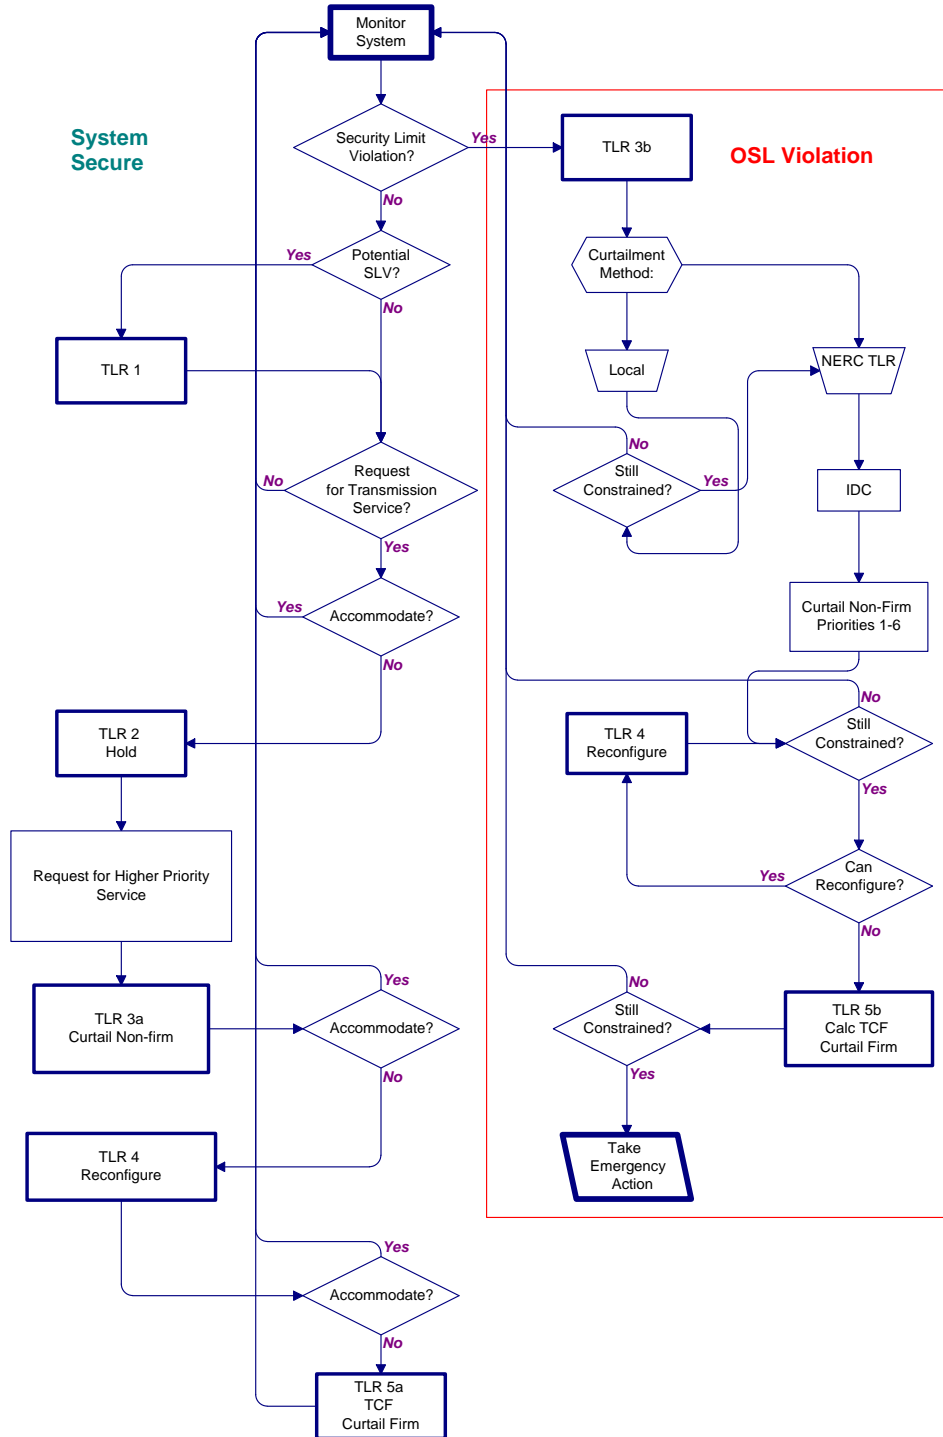 Monitor
System
System
Secure
Security Limit
Violation?
Yes
No
TLR 3b
OSL Violation
Potential
SLV?
Yes
No
Curtailment
Method:
TLR 1
Local
NERC TLR
Request
for Transmission
Service?
No
Yes
No
Still
Constrained?
Yes
IDC
Accommodate?
Yes
No
Curtail Non-Firm
Priorities 1-6
TLR 2
Hold
TLR 4
Reconfigure
No
Still
Constrained?
Yes
Request for Higher Priority
Service
Can
Reconfigure?
Yes
No
TLR 3a
Curtail Non-firm
Yes
Accommodate?
No
No
Still
Constrained?
Yes
TLR 5b
Calc TCF
Curtail Firm
TLR 4
Reconfigure
Take
Emergency
Action
Yes
Accommodate?
No
TLR 5a
TCF
Curtail Firm